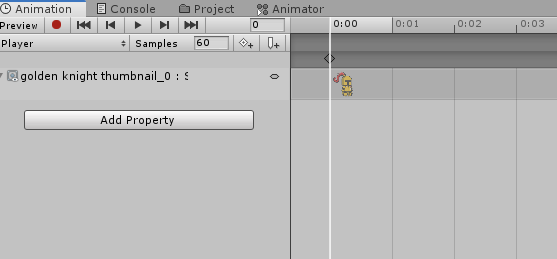 Animation Console Project Animator
Preview 0 0:00 0:01 0:02 0:03
Player Samples 60
golden knight thumbnail_0 : S
Add Property